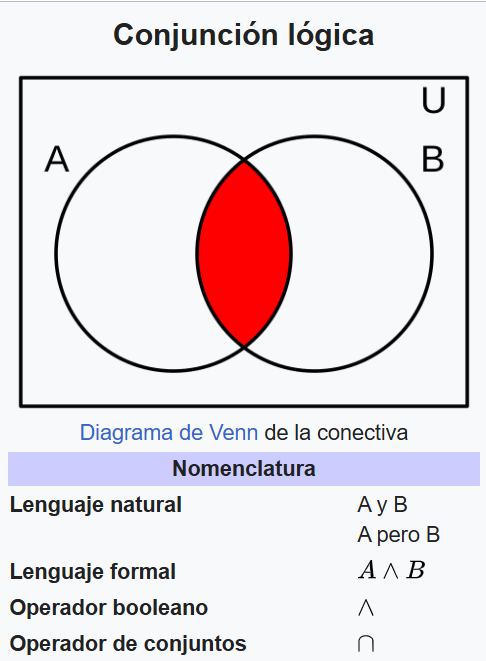 Conjunción lógica
U
A
B
Diagrama de Venn de la conectiva
Nomenclatura
Lenguaje natural A y B
A pero B
Lenguaje formal A ∧ B
Operador booleano ∧
Operador de conjuntos ∩